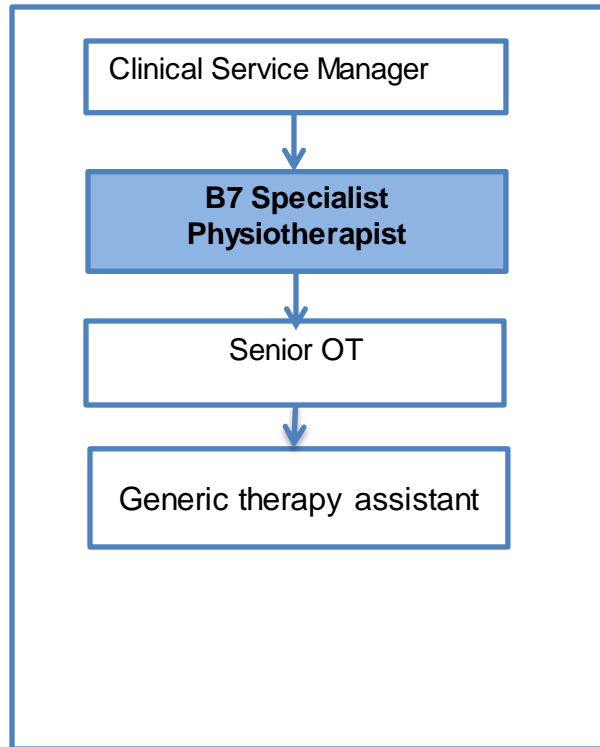 Clinical Service Manager
B7 Specialist
Physiotherapist
Senior OT
Generic therapy assistant